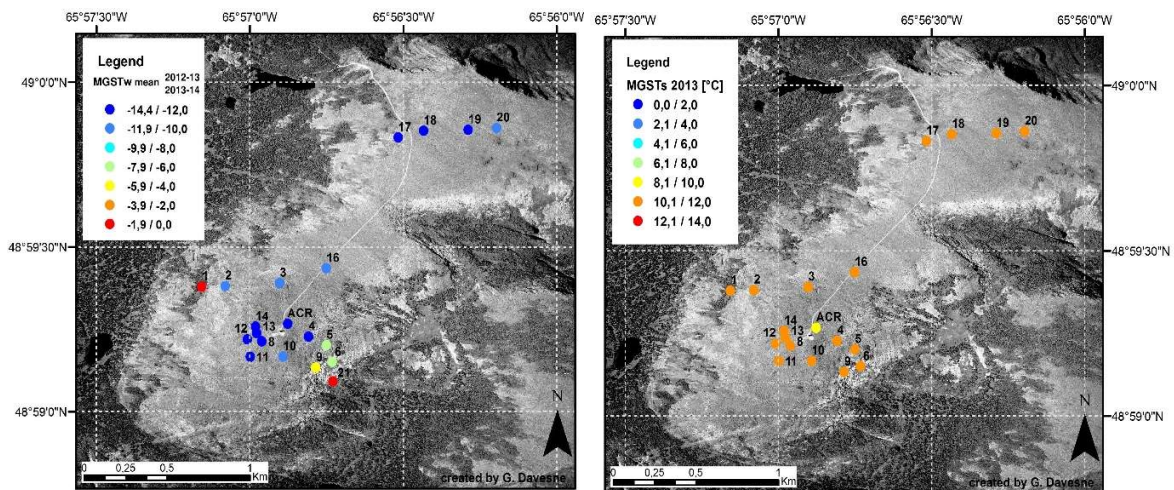 65°57'30"W 65°57'0"W 65°56'30"W 65°56'0"W
Legend
MGSTw mean 2012-13
2013-14
-14,4 / -12,0
-11,9 / -10,0
-9,9 / -8,0
-7,9 / -6,0
-5,9 / -4,0
-3,9 / -2,0
-1,9 / 0,0
49°0'0"N
48°59'30"N
48°59'0"N
17 18 19 20
16
1 2 3
14 ACR
12 13 4
8 5
11 10 9 6
21
N
0 0,25 0,5 1
Km
created by G. Davesne
65°57'30"W 65°57'0"W 65°56'30"W 65°56'0"W
Legend
MGSTs 2013 [°C]
0,0/ 2,0
2,1 / 4,0
4,1 / 6,0
6,1 / 8,0
8,1 / 10,0
10,1 / 12,0
12,1 / 14,0
49°0'0"N
48°59'30"N
48°59'0"N
17 18 19 20
16
1 2 3
14 ACR
12 13 4
8 5
11 10 9 6
N
0 0,25 0,5 1
Km
created by G. Davesne